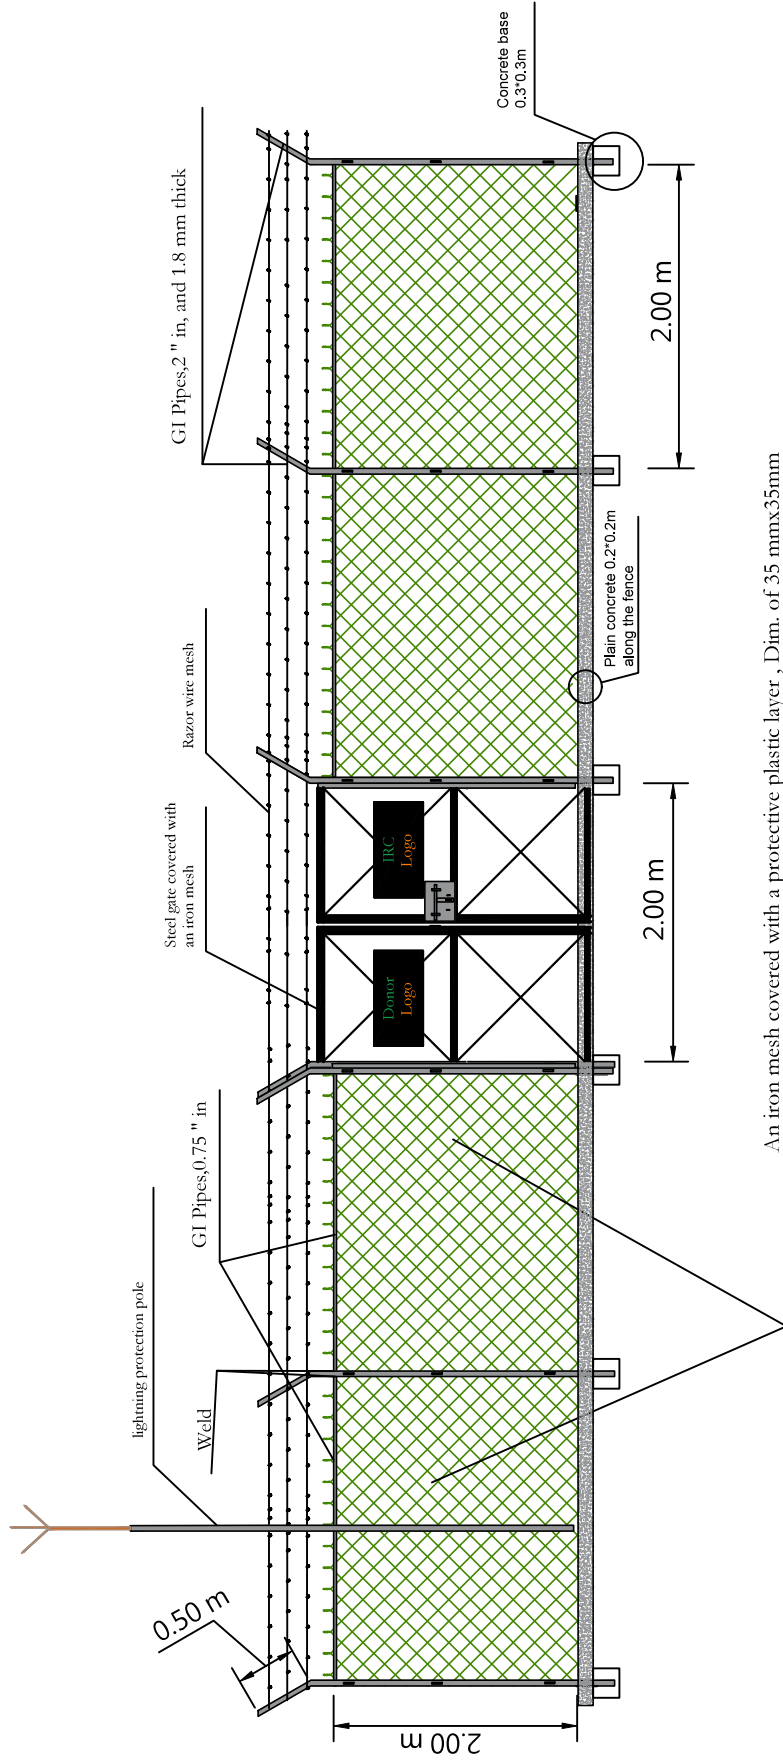 lightning protection pole
Weld
0.50 m
2.00 m
GI Pipes,0.75 " in
Steel gate covered with
an iron mesh
Razor wire mesh
GI Pipes,2 " in, and 1.8 mm thick
Concrete base
0.3*0.3m
Donor
Logo
IRC
Logo
Plain concrete 0.2*0.2m
along the fence
2.00 m
2.00 m
An iron mesh covered with a protective plastic layer , Dim. of 35 mmx35mm